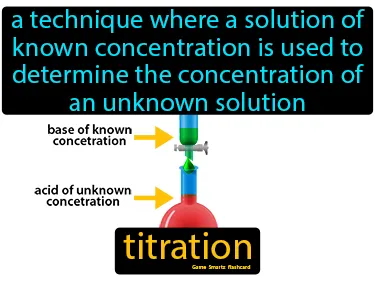 a technique where a solution of
known concentration is used to
determine the concentration of
an unknown solution
base of known
concetration
acid of unknown
concetration
titration
Game Smartz flashcard